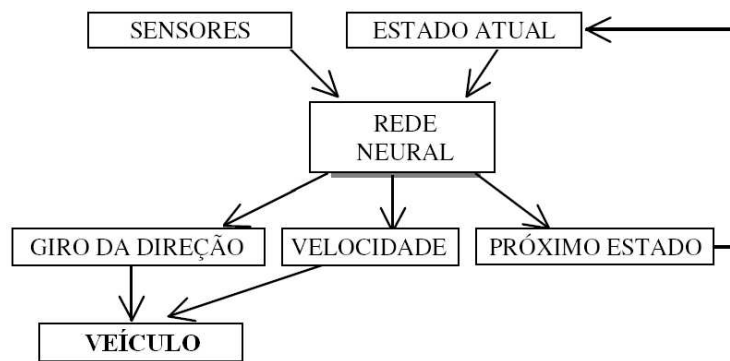 SENSORES
ESTADO ATUAL
REDE
NEURAL
GIRO DA DIREÇÃO
VELOCIDADE
PRÓXIMO ESTADO
VEÍCULO